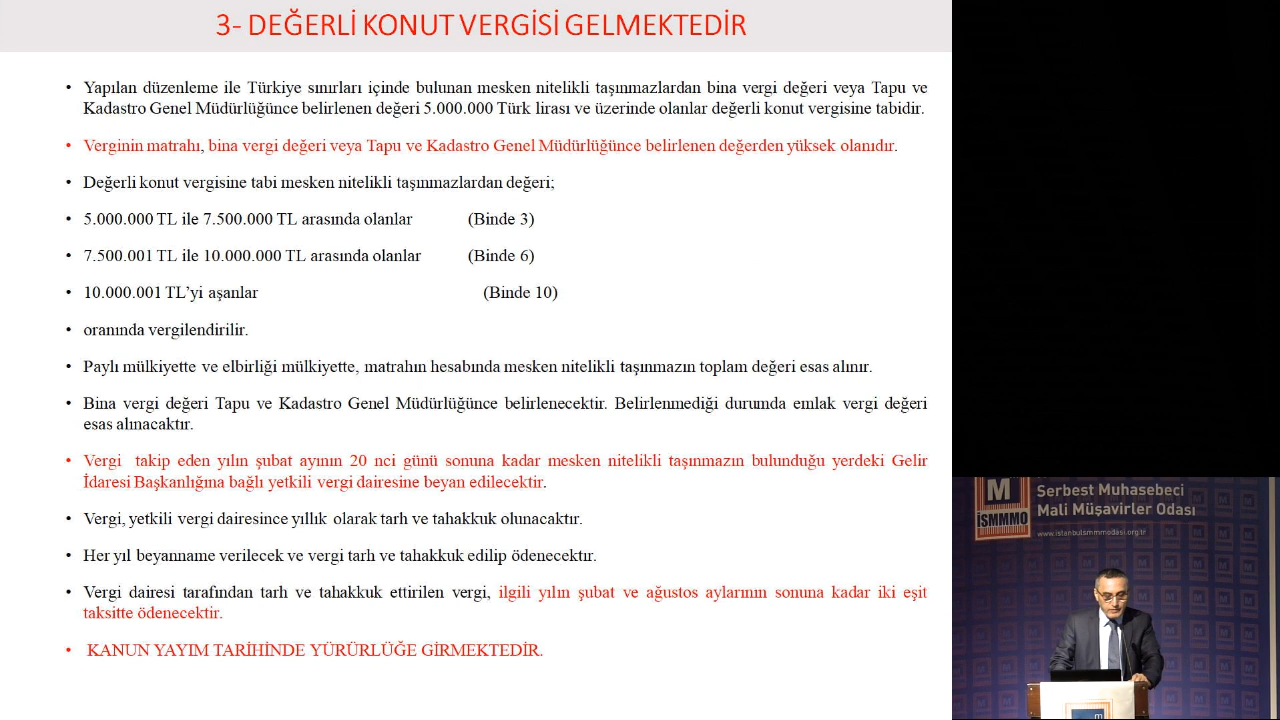 3- DEĞERLİ KONUT VERGİSİ GELMEKTEDİR
• Yapılan düzenleme ile Türkiye sınırları içinde bulunan mesken nitelikli taşınmazlardan bina vergi değeri veya Tapu ve
Kadastro Genel Müdürlüğünce belirlenen değeri 5.000.000 Türk lirası ve üzerinde olanlar değerli konut vergisine tabidir.
• Verginin matrahı, bina vergi değeri veya Tapu ve Kadastro Genel Müdürlüğünce belirlenen değerden yüksek olanıdır.
• Değerli konut vergisine tabi mesken nitelikli taşınmazlardan değeri;
• 5.000.000 TL ile 7.500.000 TL arasında olanlar (Binde 3)
• 7.500.001 TL ile 10.000.000 TL arasında olanlar (Binde 6)
• 10.000.001 TL’yi aşanlar (Binde 10)
• oranında vergilendirilir.
• Paylı mülkiyette ve elbirliği mülkiyette, matrahın hesabında mesken nitelikli taşınmazın toplam değeri esas alınır.
• Bina vergi değeri Tapu ve Kadastro Genel Müdürlüğünce belirlenecektir. Belirlenmediği durumda emlak vergi değeri
esas alınacaktır.
• Vergi takip eden yılın şubat ayının 20 nci günü sonuna kadar mesken nitelikli taşınmazın bulunduğu yerdeki Gelir
İdaresi Başkanlığına bağlı yetkili vergi dairesine beyan edilecektir.
• Vergi, yetkili vergi dairesince yıllık olarak tarh ve tahakkuk olunacaktır.
• Her yıl beyanname verilecek ve vergi tarh ve tahakkuk edilip ödenecektir.
• Vergi dairesi tarafından tarh ve tahakkuk ettirilen vergi, ilgili yılın şubat ve ağustos aylarının sonuna kadar iki eşit
taksitte ödenecektir.
• KANUN YAYIM TARİHİNDE YÜRÜRLÜĞE GİRMEKTEDİR.
M
İSMMMO
Serbest Muhasebeci
Mali Müşavirler Odası
www.istanbulsmmmodasi.org.tr